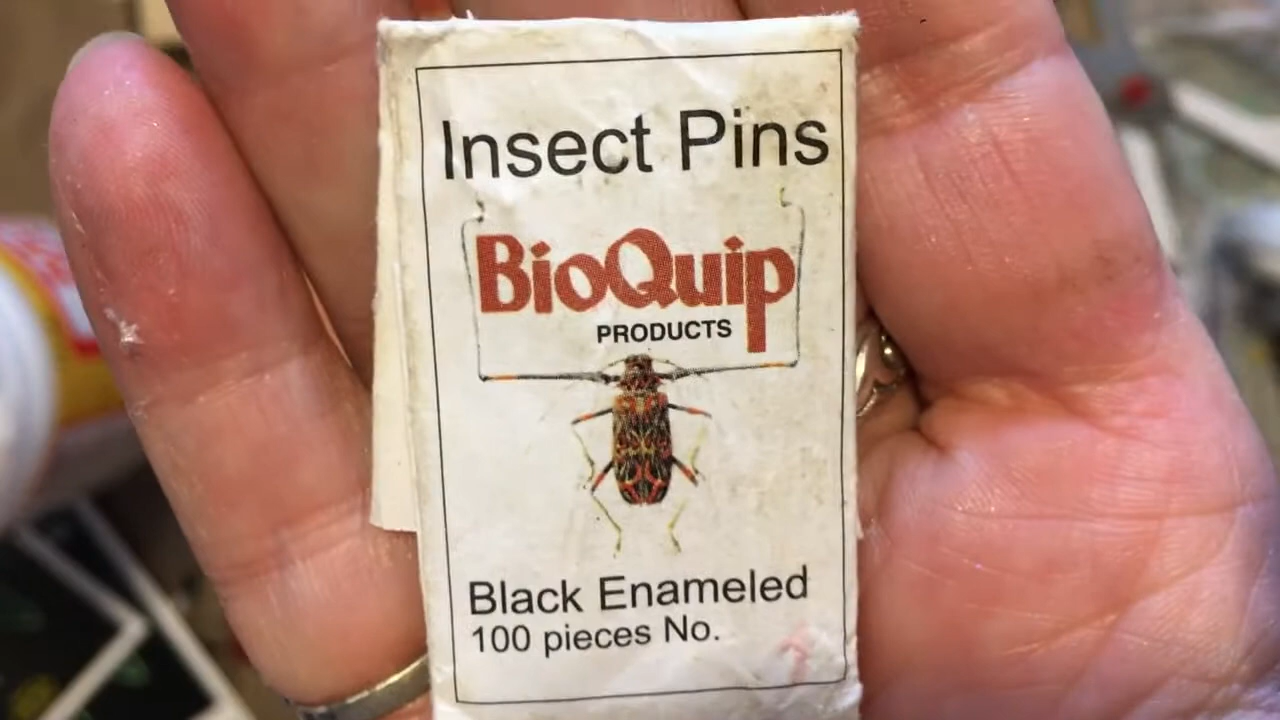 Insect Pins
BioQuip
PRODUCTS
Black Enameled
100 pieces No.